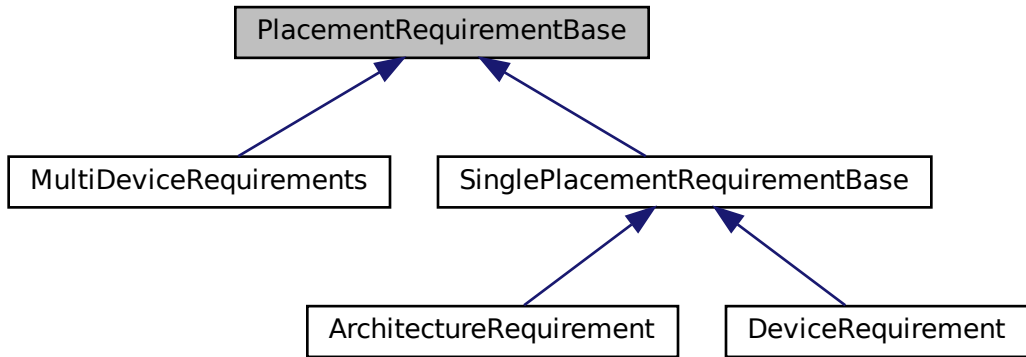 PlacementRequirementBase
MultiDeviceRequirements
SinglePlacementRequirementBase
ArchitectureRequirement
DeviceRequirement